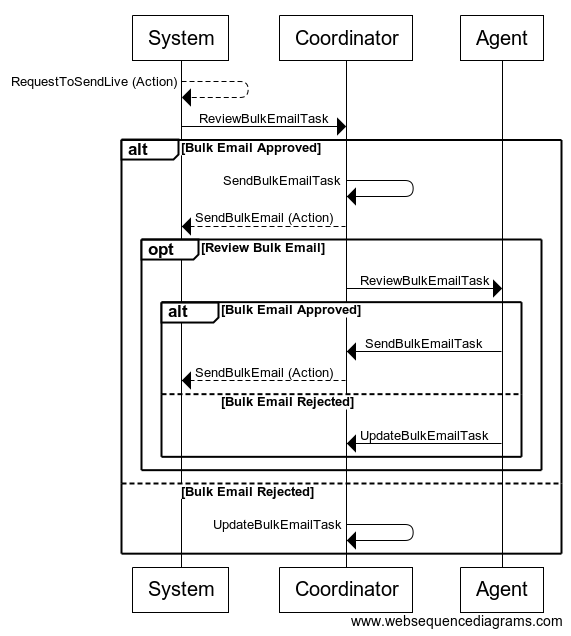 System Coordinator Agent
RequestToSendLive (Action)
ReviewBulkEmailTask
alt [Bulk Email Approved]
SendBulkEmailTask
SendBulkEmail (Action)
opt [Review Bulk Email]
ReviewBulkEmailTask
alt [Bulk Email Approved]
SendBulkEmailTask
SendBulkEmail (Action)
[Bulk Email Rejected]
UpdateBulkEmailTask
[Bulk Email Rejected]
UpdateBulkEmailTask
System Coordinator Agent
www.websequencediagrams.com